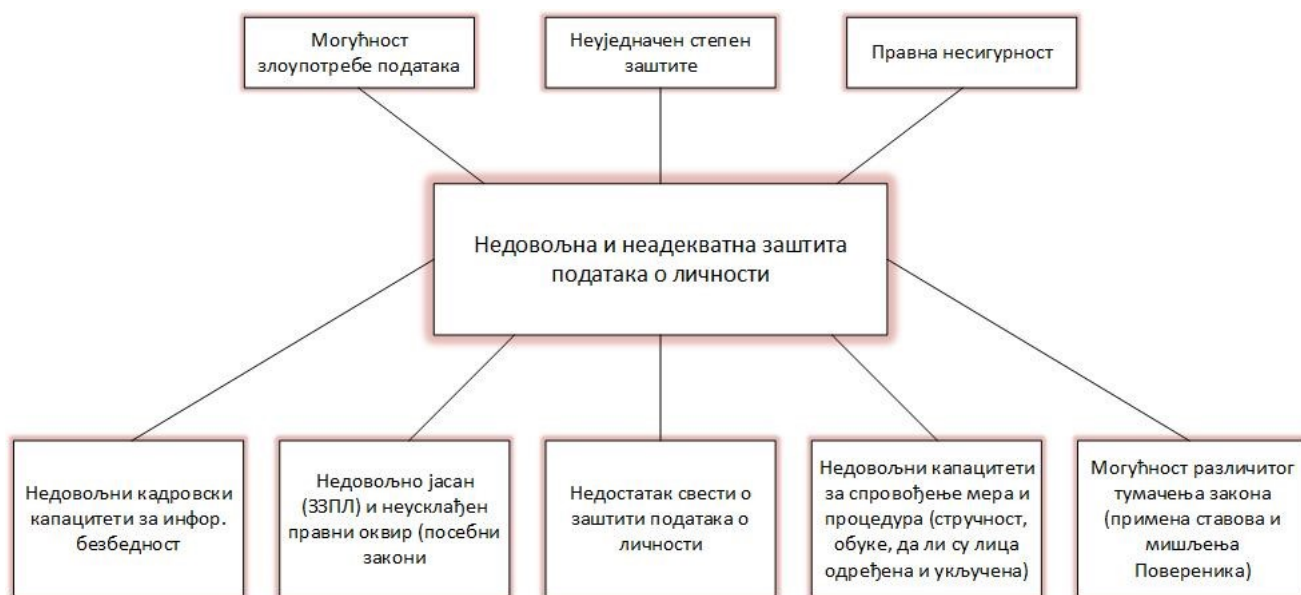 Могућност
злоупотребе података
Неуједначен степен
заштите
Правна несигурност
Недовољна и неадекватна заштита
података о личности
Недовољни кадровски
капацитети за инфор.
безбедност
Недовољно јасан
(ЗЗПЛ) и неусклађен
правни оквир (посебни
закони
Недостатак свести о
заштити података о
личности
Недовољни капацитети
за спровођење мера и
процедура (стручност,
обуке, да ли су лица
одређена и укључена)
Могућност различитог
тумачења закона
(примена ставова и
мишљења
Повереника)